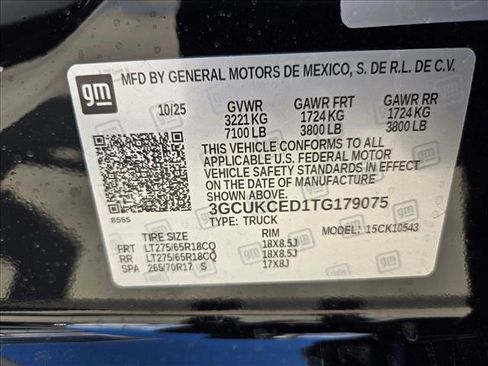 gm
MFD BY GENERAL MOTORS DE MEXICO, S. DE R.L. DE C.V.
10/25 GVWR GAWR FRT GAWR RR
3221 KG 1724 KG 1724 KG
7100 LB 3800 LB 3800 LB
THIS VEHICLE CONFORMS TO ALL
APPLICABLE U.S. FEDERAL MOTOR
VEHICLE SAFETY STANDARDS IN EFFECT
ON THE DATE OF MANUFACTURE
8555
3GCUKCED1TG179075
TYPE: TRUCK MODEL: 15CK10543
TIRE SIZE RIM
FRT LT275/65R18CQ 18X8.5J
RR LT275/65R18CQ 18X8.5J
SPA 265/70R17 S 17X8J